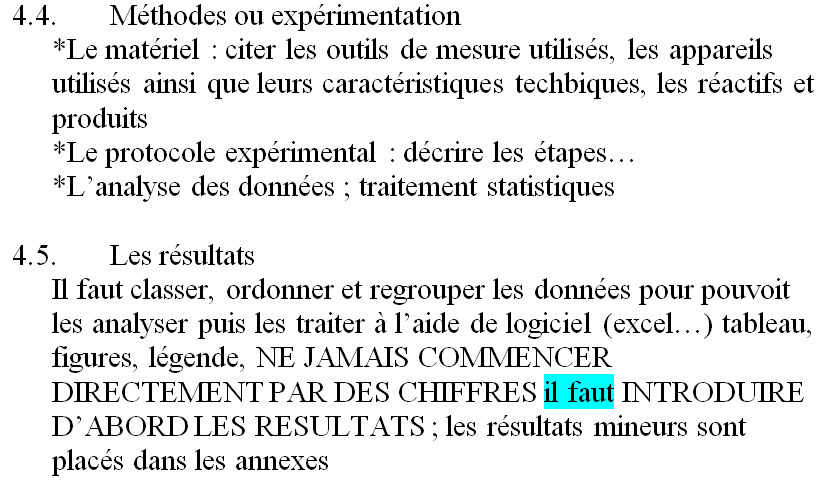 4.4. Méthodes ou expérimentation
*Le matériel : citer les outils de mesure utilisés, les appareils
utilisés ainsi que leurs caractéristiques techbiques, les réactifs et
produits
*Le protocole expérimental : décrire les étapes…
*L’analyse des données ; traitement statistiques
4.5. Les résultats
Il faut classer, ordonner et regrouper les données pour pouvoit
les analyser puis les traiter à l’aide de logiciel (excel…) tableau,
figures, légende, NE JAMAIS COMMENCER
DIRECTEMENT PAR DES CHIFFRES il faut INTRODUIRE
D’ABORD LES RESULTATS ; les résultats mineurs sont
placés dans les annexes